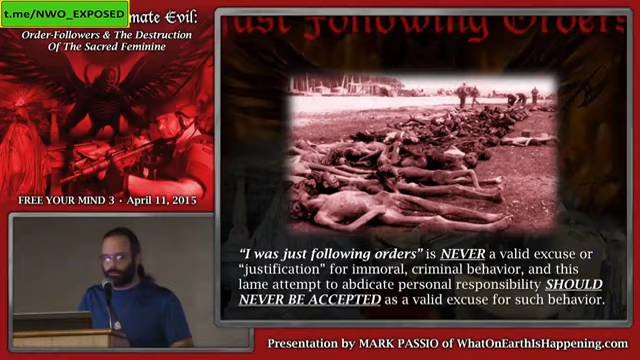 t.me/NWO_EXPOSED
mate Evil:
Order-Followers & The Destruction
Of The Sacred Feminine
FREE YOUR MIND 3 · April 11, 2015
Just Following Orders
"I was just following orders" is NEVER a valid excuse or
"justification" for immoral, criminal behavior, and this
lame attempt to abdicate personal responsibility SHOULD
NEVER BE ACCEPTED as a valid excuse for such behavior.
Presentation by MARK PASSIO of WhatOnEarthIsHappening.com